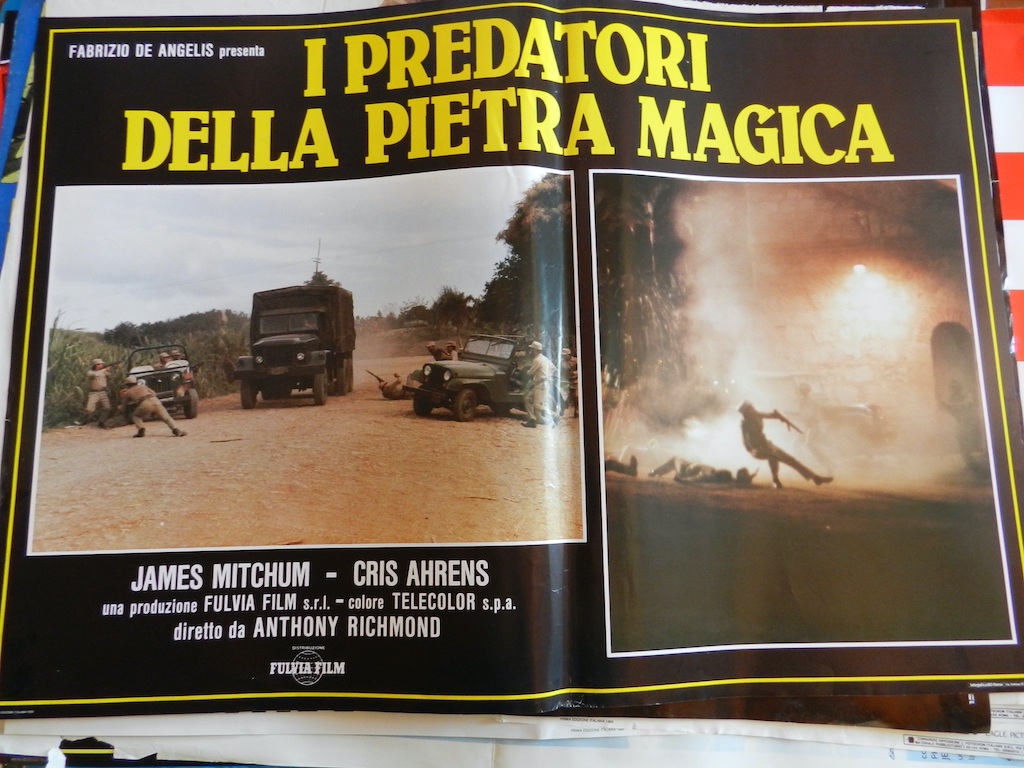 FABRIZIO DE ANGELIS presenta
I PREDATORI
DELLA PIETRA MAGICA
JAMES MITCHUM - CRIS AHRENS
una produzione FULVIA FILM s.r.l. - colore TELECOLOR s.p.a.
diretto da ANTHONY RICHMOND
DISTRIBUZIONE
FULVIA FILM